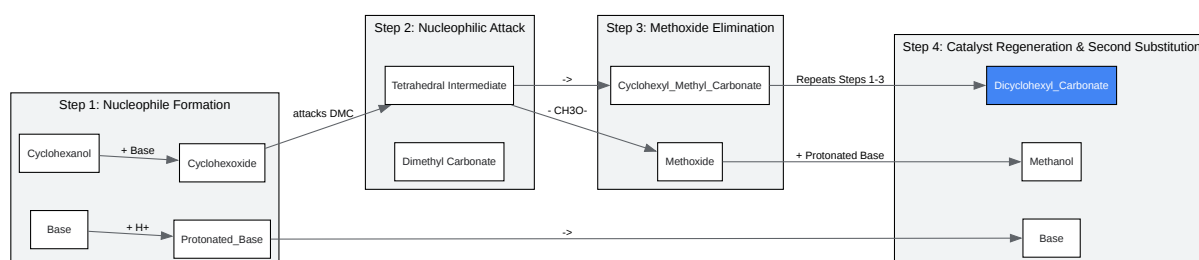 Step 1: Nucleophile Formation
Cyclohexanol
+ Base
Cyclohexoxide
Base
+ H+
Protonated_Base
attacks DMC
Step 2: Nucleophilic Attack
Tetrahedral Intermediate
Dimethyl Carbonate
->
- CH3O-
Step 3: Methoxide Elimination
Cyclohexyl_Methyl_Carbonate
Methoxide
Repeats Steps 1-3
+ Protonated Base
->
Step 4: Catalyst Regeneration & Second Substitution
Dicyclohexyl_Carbonate
Methanol
Base